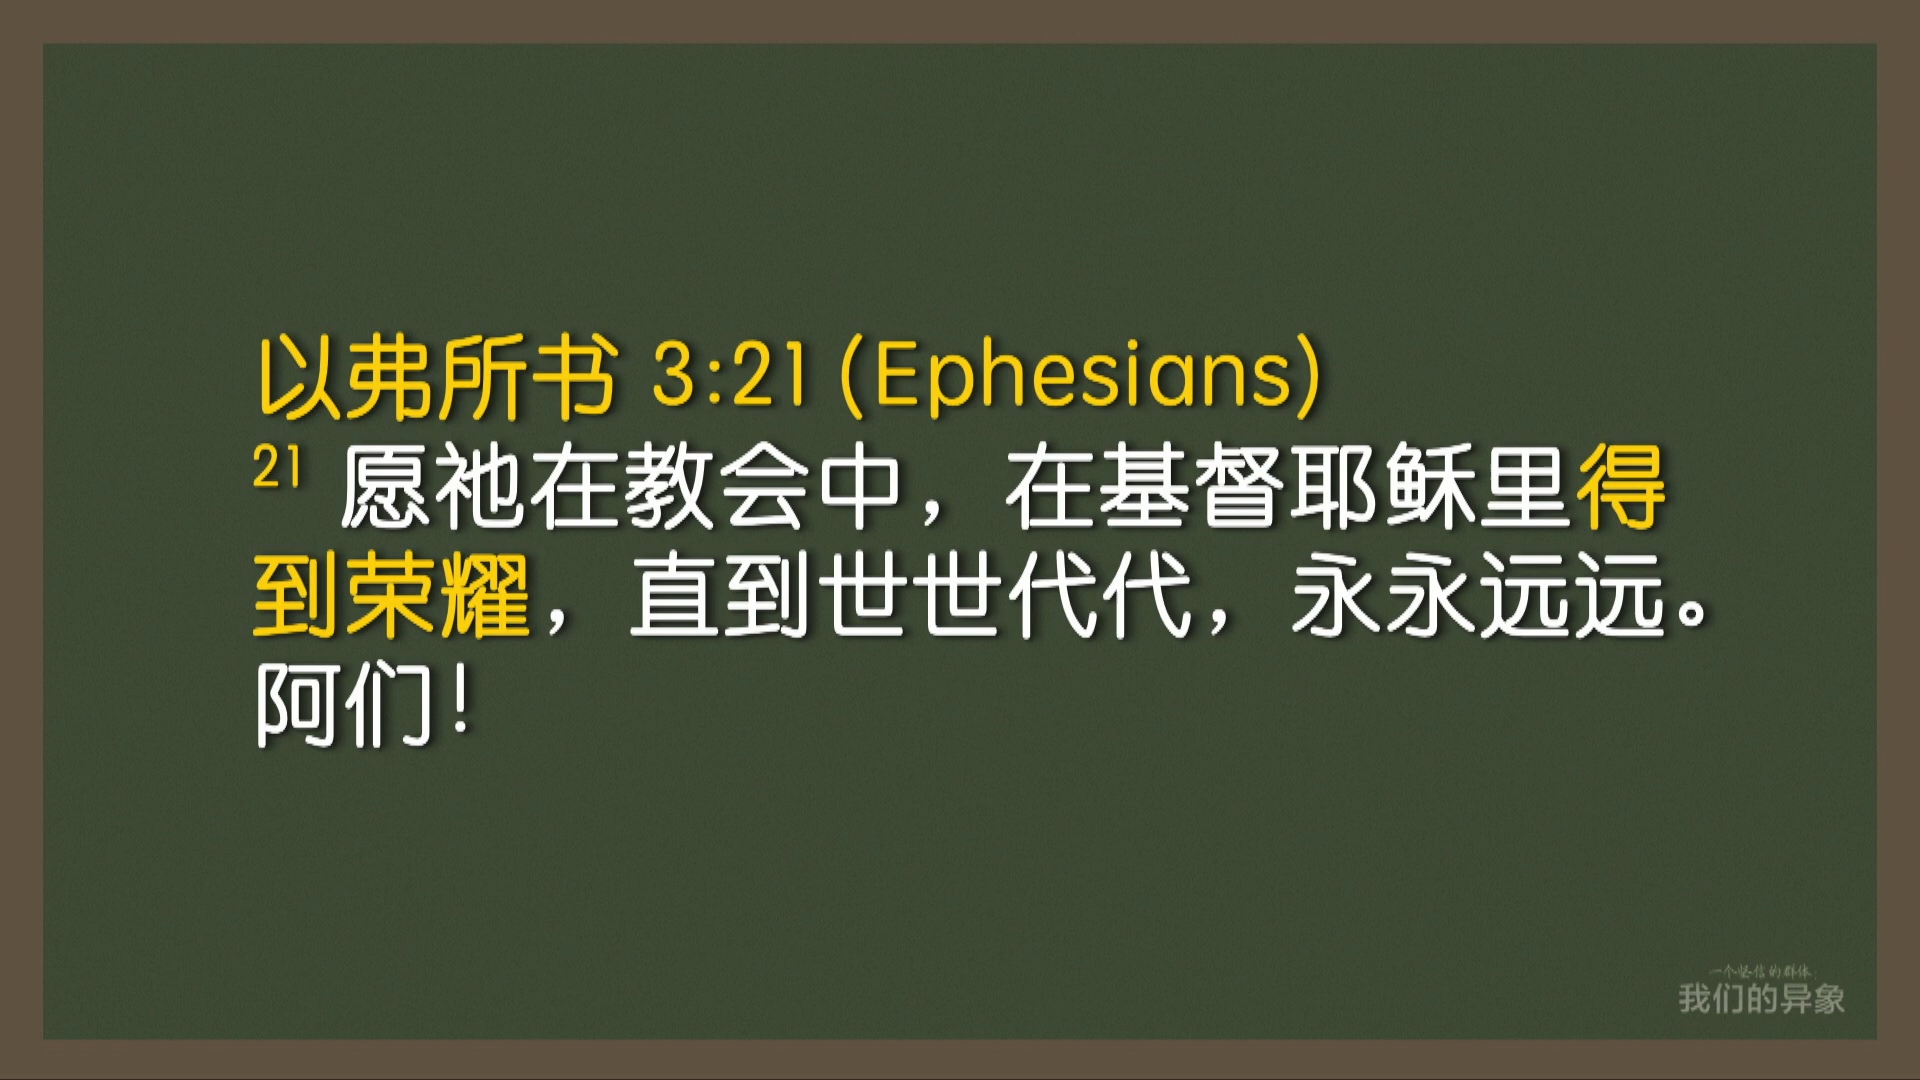 以弗所书 3:21 (Ephesians)
21 愿祂在教会中，在基督耶稣里得
到荣耀，直到世世代代，永永远远。
阿们！
一个坚信的群体：
我们的异象